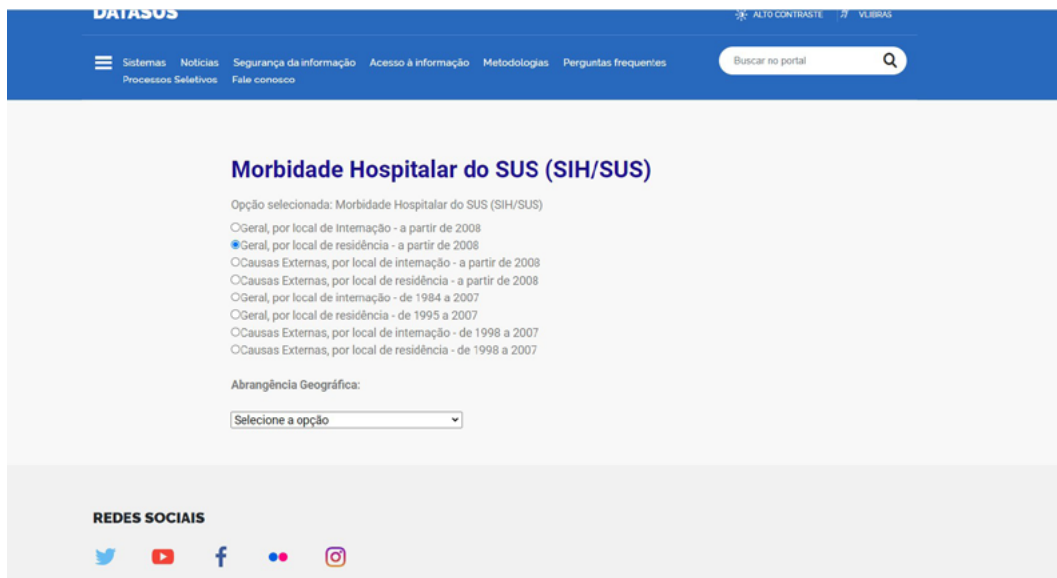 DATASUS
ALTO CONTRASTE VLIBRAS
Sistemas Notícias Segurança da informação Acesso à informação Metodologias Perguntas frequentes
Buscar no portal
Processos Seletivos Fale conosco
Morbidade Hospitalar do SUS (SIH/SUS)
Opção selecionada: Morbidade Hospitalar do SUS (SIH/SUS)
Geral, por local de Internação - a partir de 2008
Geral, por local de residência - a partir de 2008
Causas Externas, por local de internação - a partir de 2008
Causas Externas, por local de residência - a partir de 2008
Geral, por local de internação - de 1984 a 2007
Geral, por local de residência - de 1995 a 2007
Causas Externas, por local de internação - de 1998 a 2007
Causas Externas, por local de residência - de 1998 a 2007
Abrangência Geográfica:
Selecione a opção
REDES SOCIAIS